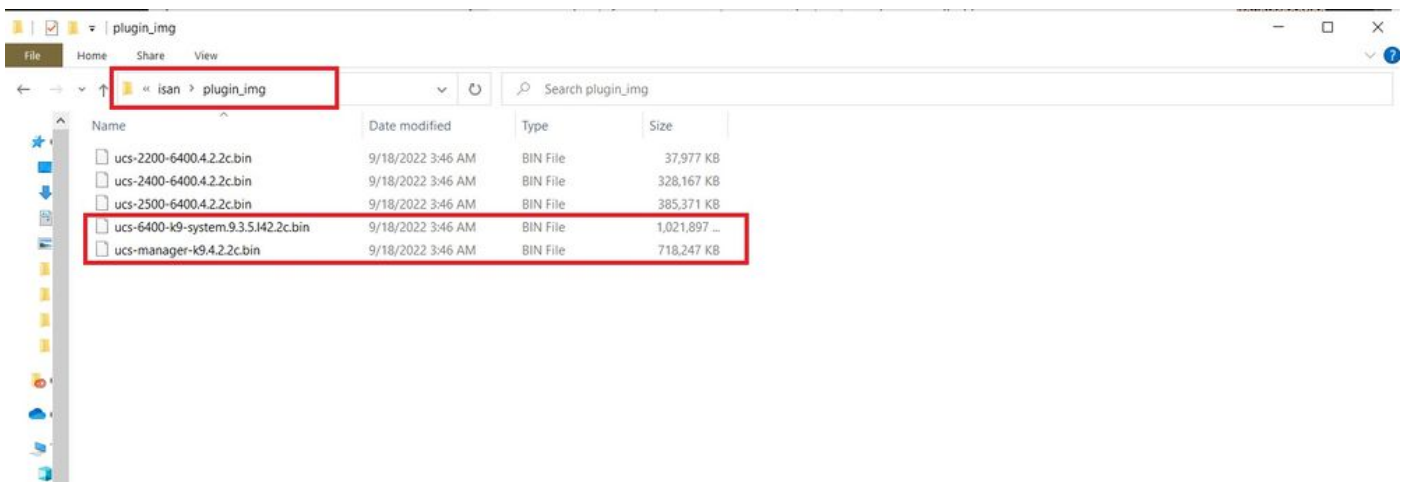 plugin_img
File Home Share View
« isan > plugin_img
Search plugin_img
Name Date modified Type Size
ucs-2200-6400.4.2.2c.bin 9/18/2022 3:46 AM BIN File 37,977 KB
ucs-2400-6400.4.2.2c.bin 9/18/2022 3:46 AM BIN File 328,167 KB
ucs-2500-6400.4.2.2c.bin 9/18/2022 3:46 AM BIN File 385,371 KB
ucs-6400-k9-system.9.3.5.I42.2c.bin 9/18/2022 3:46 AM BIN File 1,021,897 ...
ucs-manager-k9.4.2.2c.bin 9/18/2022 3:46 AM BIN File 718,247 KB